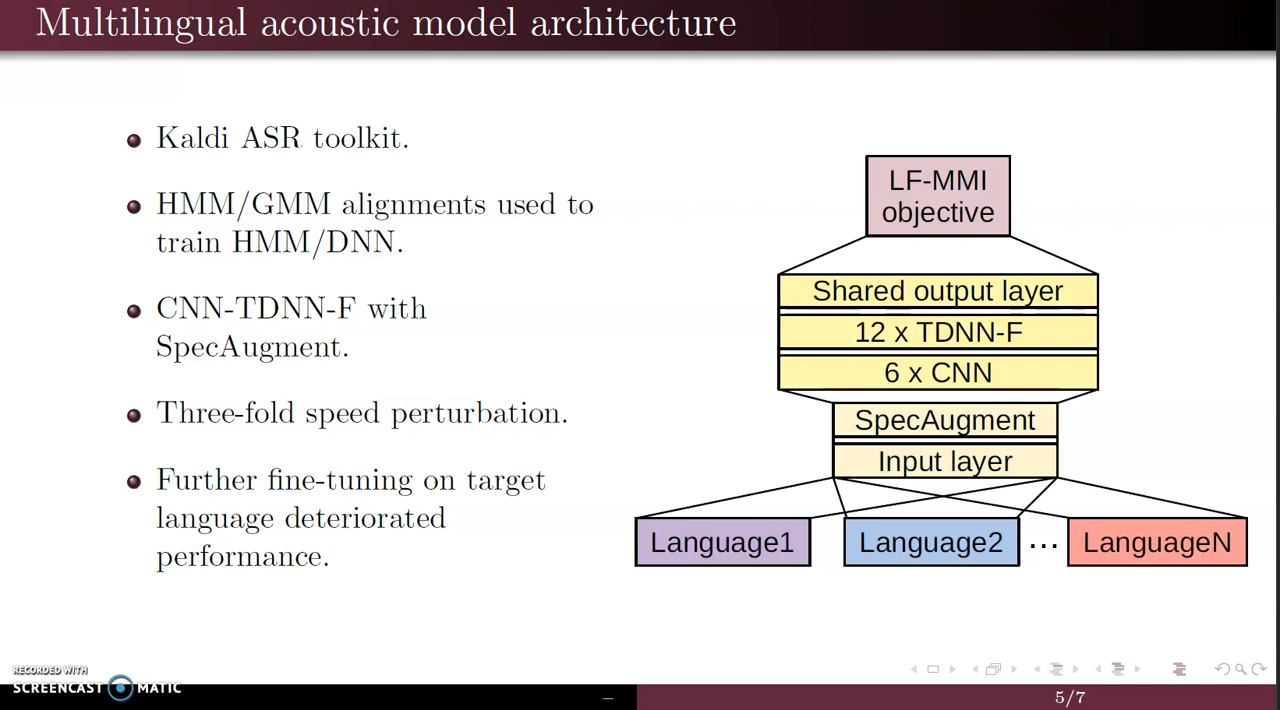 Multilingual acoustic model architecture
Kaldi ASR toolkit.
HMM/GMM alignments used to
train HMM/DNN.
CNN-TDNN-F with
SpecAugment.
Three-fold speed perturbation.
Further fine-tuning on target
language deteriorated
performance.
LF-MMI
objective
Shared output layer
12 x TDNN-F
6 x CNN
SpecAugment
Input layer
Language1 Language2 ... LanguageN
RECORDED WITH
SCREENCAST MATIC
5/7